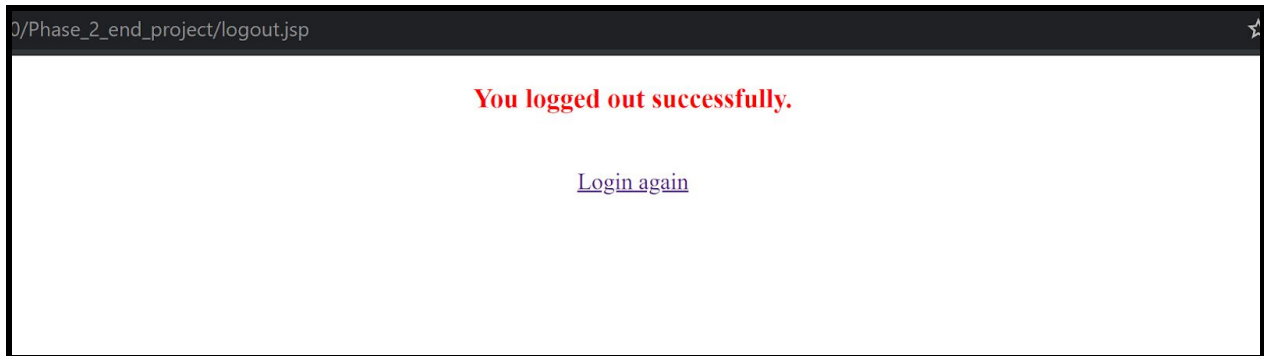 0/Phase_2_end_project/logout.jsp
You logged out successfully.
Login again